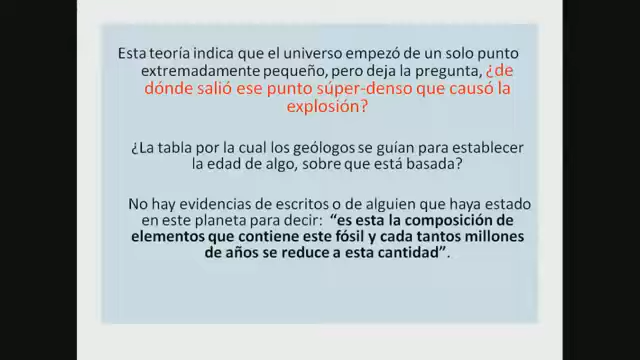 Esta teoría indica que el universo empezó de un solo punto
extremadamente pequeño, pero deja la pregunta, ¿de
dónde salió ese punto súper-denso que causó la
explosión?
¿La tabla por la cual los geólogos se guían para establecer
la edad de algo, sobre que está basada?
No hay evidencias de escritos o de alguien que haya estado
en este planeta para decir: “es esta la composición de
elementos que contiene este fósil y cada tantos millones
de años se reduce a esta cantidad”.